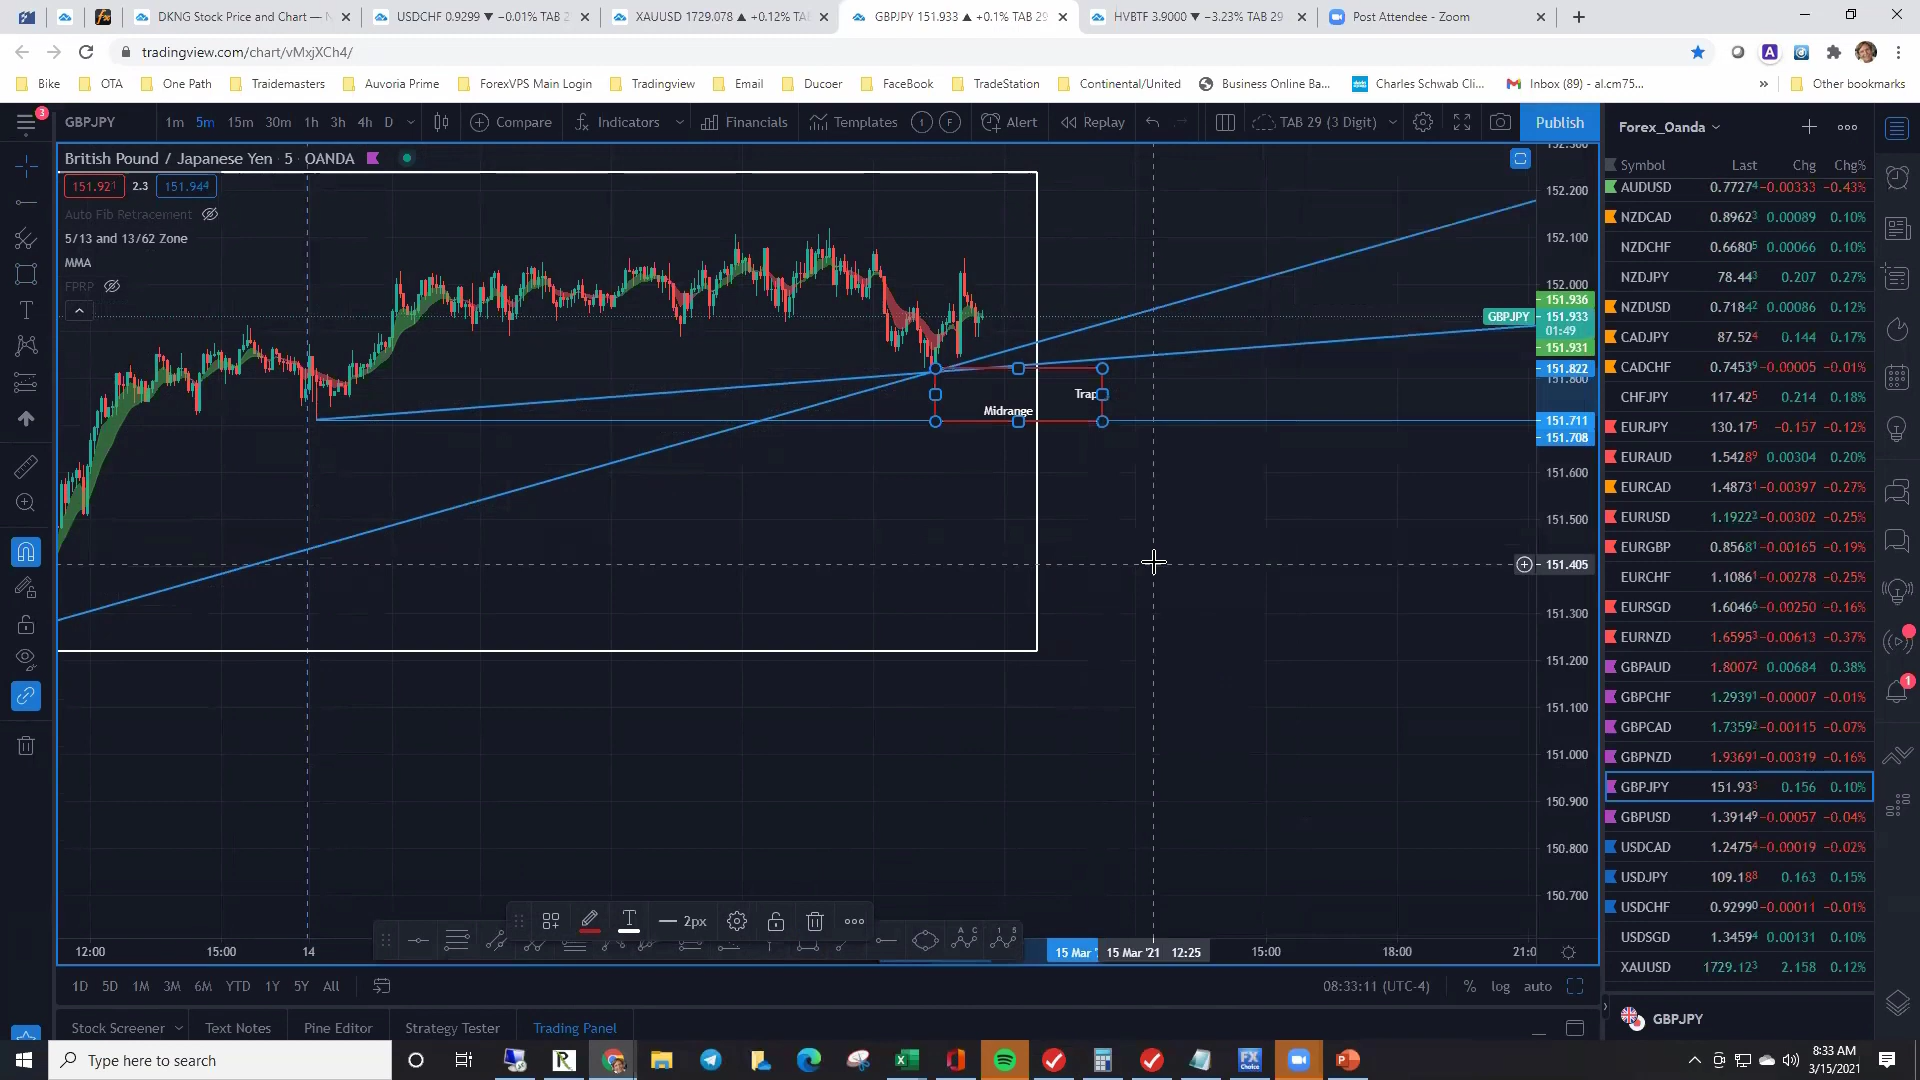 DKNG Stock Price and Chart — N
USDCHF 0.9299 ▼ −0.01% TAB 2
XAUUSD 1729.078 ▲ +0.12% TAB
GBPJPY 151.933 ▲ +0.1% TAB 29
HVBTF 3.9000 ▼ −3.23% TAB 29
Post Attendee - Zoom
tradingview.com/chart/vMxjXCh4/
Bike OTA One Path Traidemasters Auvoria Prime ForexVPS Main Login Tradingview Email Ducoer FaceBook TradeStation Continental/United Business Online Ba... Charles Schwab Cli... Inbox (89) - al.cm75... » Other bookmarks
3
GBPJPY 1m 5m 15m 30m 1h 3h 4h D Compare Indicators Financials Templates Alert Replay TAB 29 (3 Digit) Publish
British Pound / Japanese Yen · 5 · OANDA
151.921 2.3 151.944
Auto Fib Retracement
5/13 and 13/62 Zone
MMA
FPRP
Trap
Midrange
152.300
152.200
152.100
152.000
151.936
GBPJPY 151.933
01:49
151.931
151.822
151.800
151.711
151.708
151.600
151.500
151.405
151.300
151.200
151.100
151.000
150.900
150.800
150.700
2px
12:00 15:00 14 15 Mar ' 15 Mar '21 12:25 15:00 18:00 21:0
1D 5D 1M 3M 6M YTD 1Y 5Y All 08:33:11 (UTC-4) % log auto
Stock Screener Text Notes Pine Editor Strategy Tester Trading Panel
Forex_Oanda
Symbol Last Chg Chg%
AUDUSD 0.77274 −0.00333 −0.43%
NZDCAD 0.89623 0.00089 0.10%
NZDCHF 0.66805 0.00066 0.10%
NZDJPY 78.443 0.207 0.27%
NZDUSD 0.71842 0.00086 0.12%
CADJPY 87.524 0.144 0.17%
CADCHF 0.74539 −0.00005 −0.01%
CHFJPY 117.425 0.214 0.18%
EURJPY 130.175 −0.157 −0.12%
EURAUD 1.54289 0.00304 0.20%
EURCAD 1.48731 −0.00397 −0.27%
EURUSD 1.19222 −0.00302 −0.25%
EURGBP 0.85681 −0.00165 −0.19%
EURCHF 1.10861 −0.00278 −0.25%
EURSGD 1.60466 −0.00250 −0.16%
EURNZD 1.65953 −0.00613 −0.37%
GBPAUD 1.80072 0.00684 0.38%
GBPCHF 1.29391 −0.00007 −0.01%
GBPCAD 1.73592 −0.00115 −0.07%
GBPNZD 1.93691 −0.00319 −0.16%
GBPJPY 151.933 0.156 0.10%
GBPUSD 1.39149 −0.00057 −0.04%
USDCAD 1.24754 −0.00019 −0.02%
USDJPY 109.188 0.163 0.15%
USDCHF 0.92990 −0.00011 −0.01%
USDSGD 1.34594 0.00131 0.10%
XAUUSD 1729.123 2.158 0.12%
GBPJPY
1
Type here to search
8:33 AM
3/15/2021